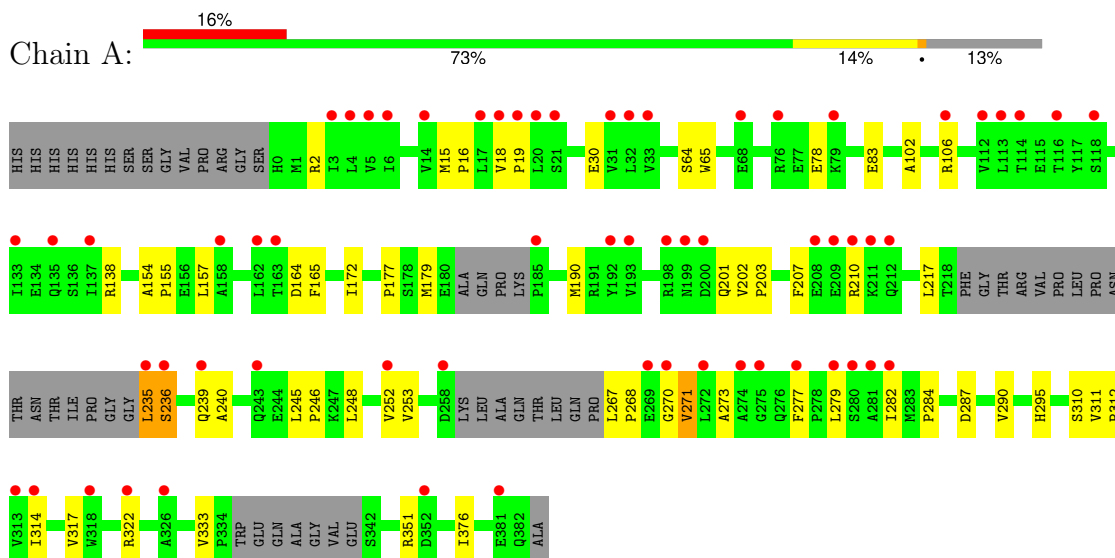 16%
Chain A:
73% 14% • 13%
HIS HIS HIS HIS HIS HIS SER SER GLY VAL PRO ARG GLY SER H0 M1 R2 I3 L4 V5 I6 V14 M15 P16 L17 V18 P19 L20 S21 E30 V31 L32 V33 S64 W65 E68 R76 E77 E78 K79 E83 A102 R106 V112 L113 T114 E115 T116 Y117 S118
I133 E134 Q135 S136 I137 R138 A154 P155 E156 L157 A158 L162 T163 D164 F165 I172 P177 S178 M179 E180 ALA GLN PRO LYS P185 M190 R191 Y192 V193 R198 N199 D200 Q201 V202 P203 F207 E208 E209 R210 K211 Q212 L217 T218 PHE GLY THR ARG VAL PRO LEU PRO ASN
THR ASN THR ILE PRO GLY GLY L235 S236 Q239 A240 Q243 E244 L245 P246 K247 L248 V252 V253 D258 LYS LEU ALA GLN THR LEU GLN PRO L267 P268 E269 G270 V271 L272 A273 A274 G275 Q276 F277 P278 L279 S280 A281 I282 M283 P284 D287 V290 H295 S310 V311 P312
V313 I314 V317 W318 R322 A326 V333 P334 TRP GLU GLN ALA GLY VAL GLU S342 R351 D352 I376 E381 Q382 ALA